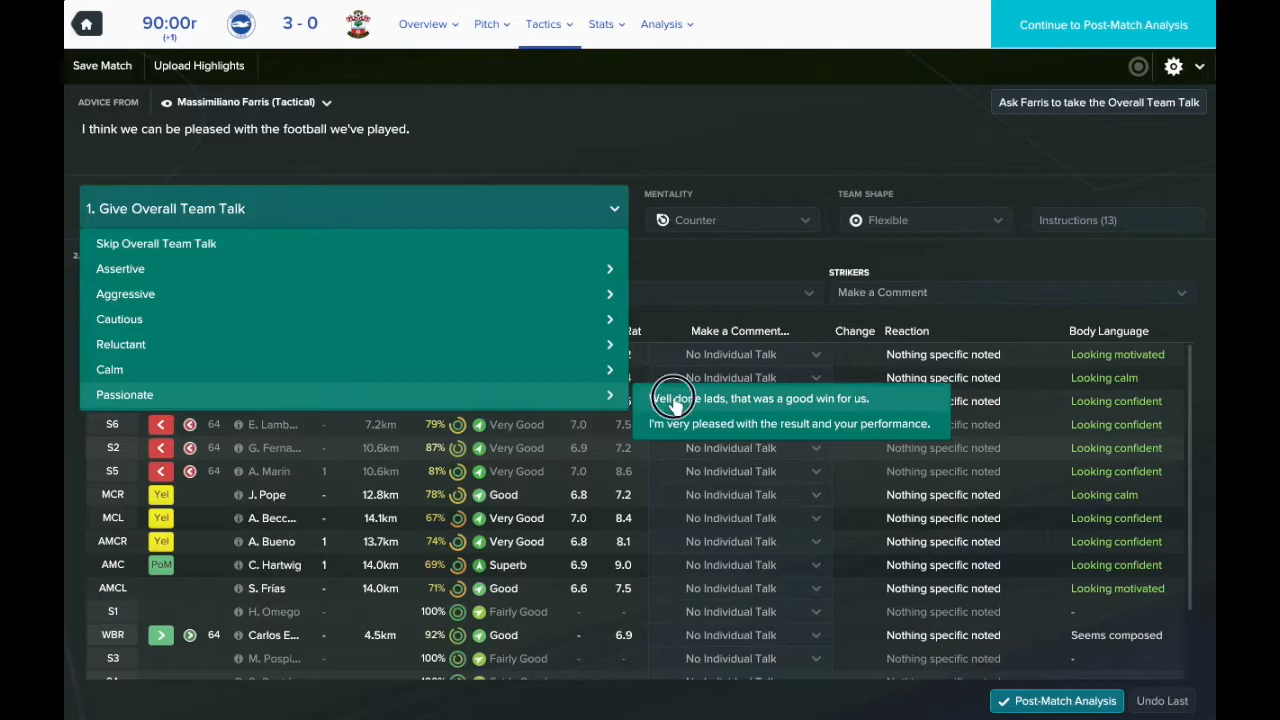 90:00r
(+1)
3 - 0
Overview Pitch Tactics Stats Analysis
Continue to Post-Match Analysis
Save Match Upload Highlights
ADVICE FROM Massimiliano Farris (Tactical)
Ask Farris to take the Overall Team Talk
I think we can be pleased with the football we've played.
1. Give Overall Team Talk
MENTALITY
TEAM SHAPE
Counter
Flexible
Instructions (13)
Skip Overall Team Talk
Assertive
Aggressive
Cautious
Reluctant
Calm
Passionate
Well done lads, that was a good win for us.
I'm very pleased with the result and your performance.
2.
STRIKERS
Make a Comment
Rat Make a Comment... Change Reaction Body Language
2 No Individual Talk Nothing specific noted Looking motivated
4 No Individual Talk Nothing specific noted Looking calm
Nothing specific noted Looking confident
S6 64 E. Lamb... - 7.2km 79% Very Good 7.0 7.5 Nothing specific noted Looking confident
S2 64 G. Ferna... - 10.6km 87% Very Good 6.9 7.2 No Individual Talk Nothing specific noted Looking confident
S5 64 A. Marin 1 10.6km 81% Very Good 7.0 8.6 No Individual Talk Nothing specific noted Looking confident
MCR Yel J. Pope - 12.8km 78% Good 6.8 7.2 No Individual Talk Nothing specific noted Looking calm
MCL Yel A. Becc... - 14.1km 67% Very Good 7.0 8.4 No Individual Talk Nothing specific noted Looking confident
AMCR Yel A. Bueno 1 13.7km 74% Very Good 6.8 8.1 No Individual Talk Nothing specific noted Looking confident
AMC PoM C. Hartwig 1 14.0km 69% Superb 6.9 9.0 No Individual Talk Nothing specific noted Looking confident
AMCL S. Frías - 14.0km 71% Good 6.6 7.5 No Individual Talk Nothing specific noted Looking motivated
S1 H. Omego - 100% Fairly Good - - No Individual Talk Nothing specific noted -
WBR 64 Carlos E... - 4.5km 92% Good - 6.9 No Individual Talk Nothing specific noted Seems composed
S3 M. Pospi... - 100% Fairly Good - - No Individual Talk Nothing specific noted -
Post-Match Analysis Undo Last